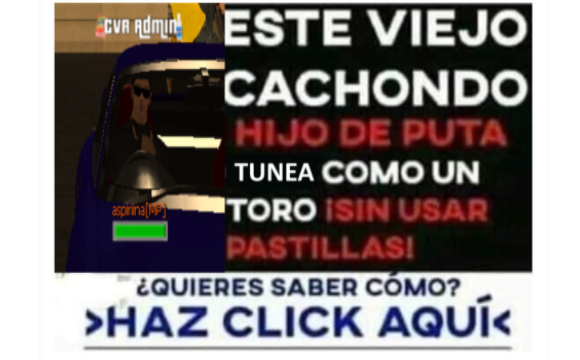 CVR Admin
aspirina[MP]
ESTE VIEJO
CACHONDO
HIJO DE PUTA
TUNEA COMO UN
TORO ¡SIN USAR
PASTILLAS!
¿QUIERES SABER CÓMO?
>HAZ CLICK AQUÍ<